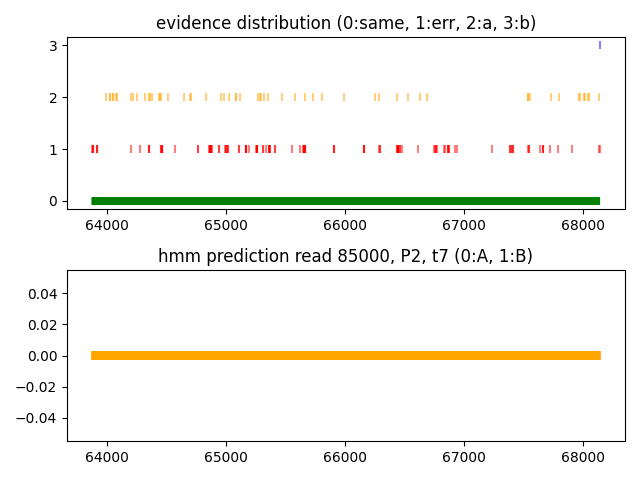 evidence distribution (0:same, 1:err, 2:a, 3:b)
3
2
1
0
64000 65000 66000 67000 68000
hmm prediction read 85000, P2, t7 (0:A, 1:B)
0.04
0.02
0.00
−0.02
−0.04
64000 65000 66000 67000 68000